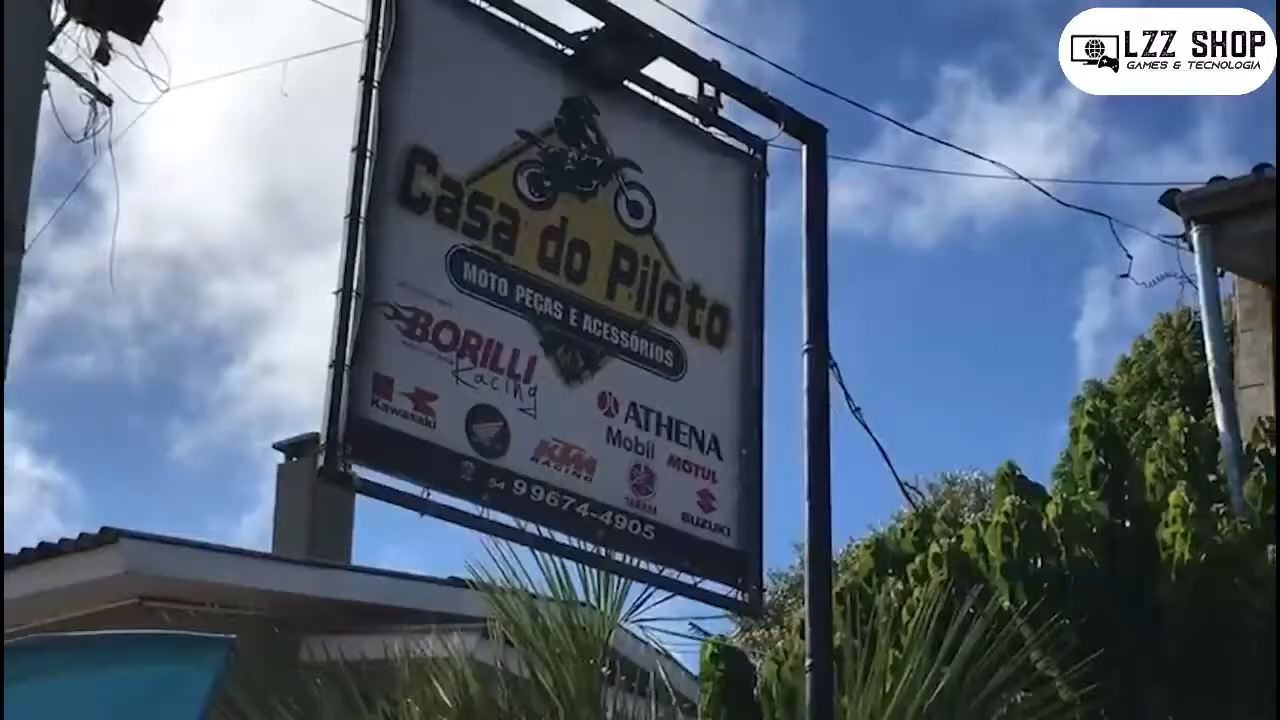 LZZ SHOP
GAMES & TECNOLOGIA
Casa do Piloto
MOTO PEÇAS E ACESSÓRIOS
BORILLI
Racing
ATHENA
Kawasaki
Mobil
MOTUL
KTM
RACING
SUZUKI
54 99674-4905